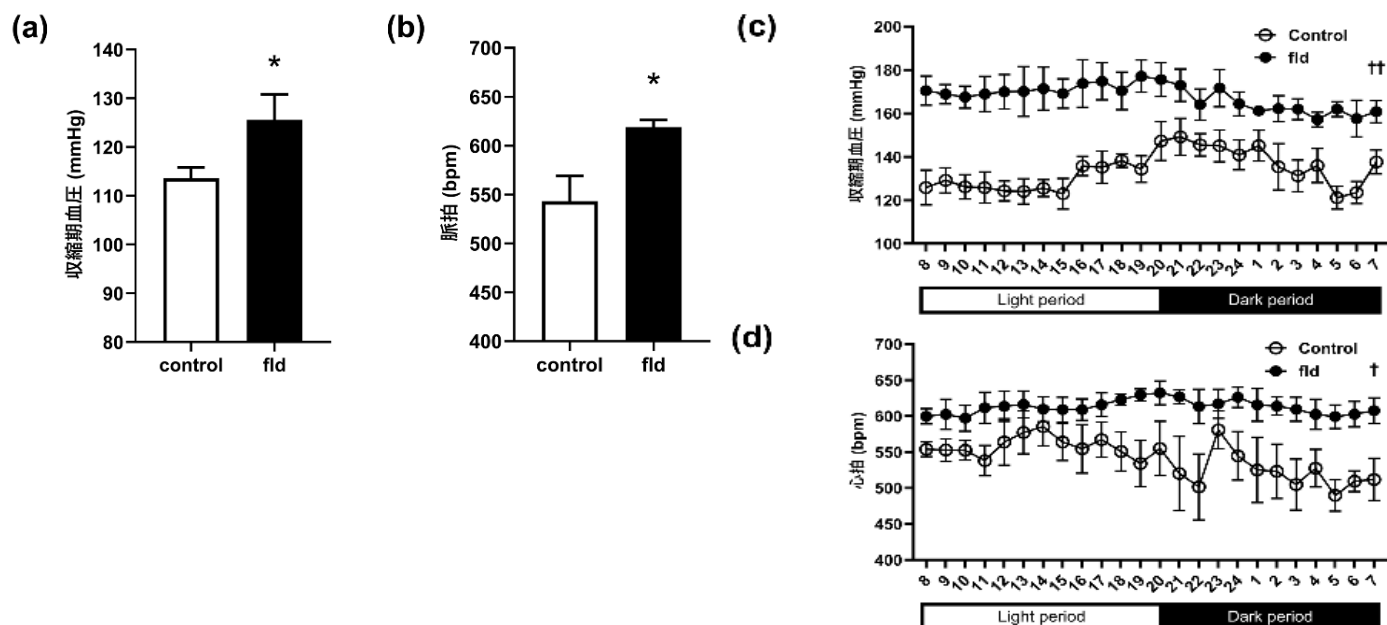 (a)
収縮期血圧 (mmHg)
140
130
120
110
100
90
80
*
control
fld
(b)
脈拍 (bpm)
700
650
600
550
500
450
400
*
control
fld
(c)
収縮期血圧 (mmHg)
200
180
160
140
120
100
Control
fld
††
8 9 10 11 12 13 14 15 16 17 18 19 20 21 22 23 24 1 2 3 4 5 6 7
Light period
Dark period
(d)
心拍 (bpm)
700
650
600
550
500
450
400
Control
fld
†
8 9 10 11 12 13 14 15 16 17 18 19 20 21 22 23 24 1 2 3 4 5 6 7
Light period
Dark period